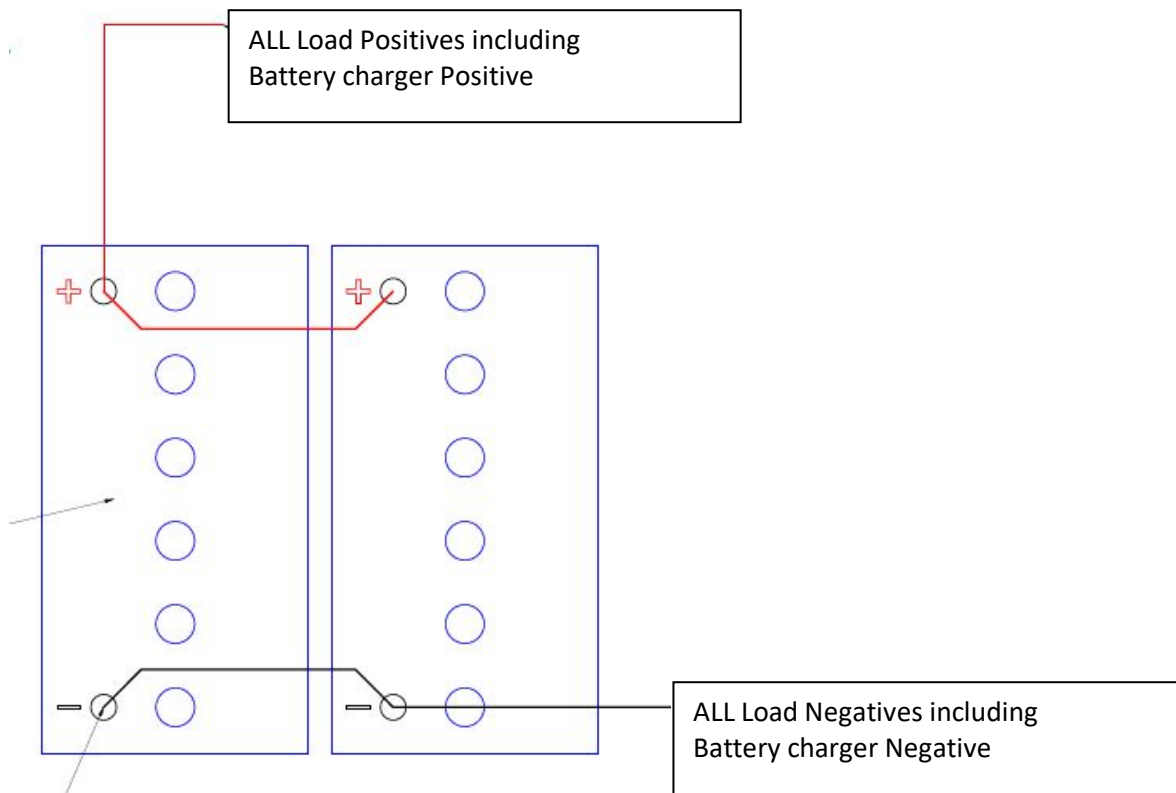 ALL Load Positives including
Battery charger Positive
+ +
– –
ALL Load Negatives including
Battery charger Negative